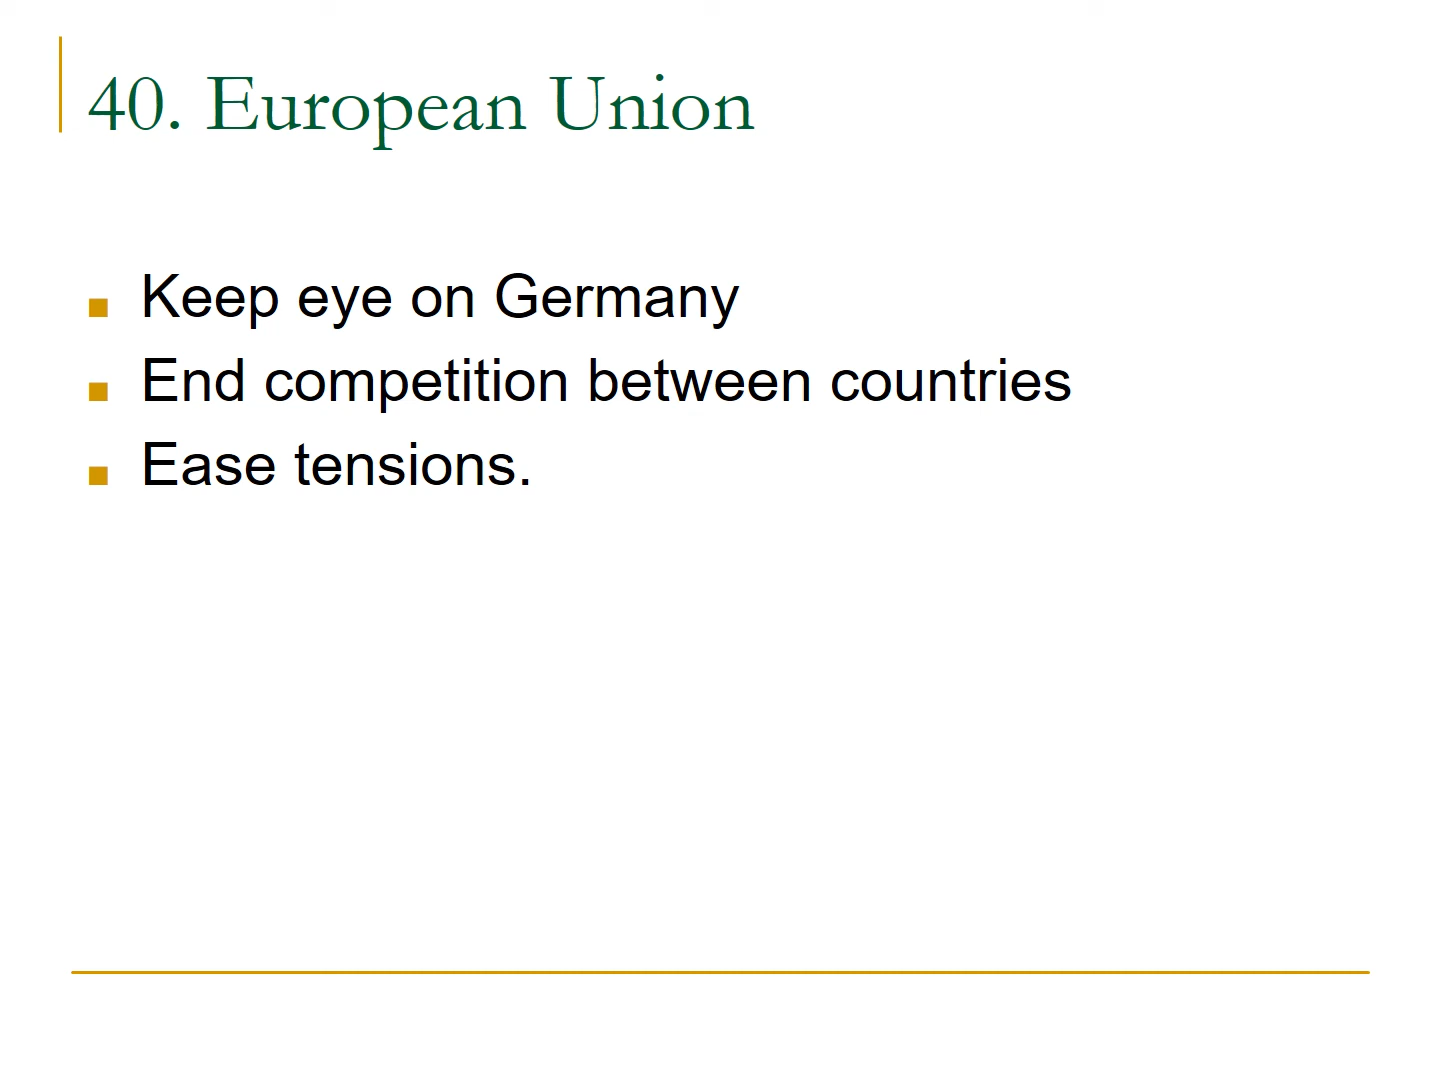 40. European Union
Keep eye on Germany
End competition between countries
Ease tensions.